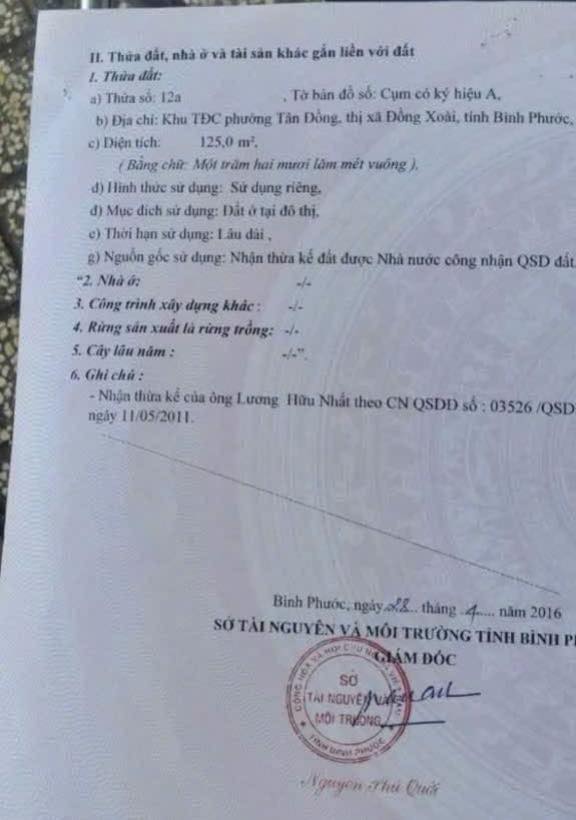 II. Thửa đất, nhà ở và tài sản khác gắn liền với đất
1. Thửa đất:
a) Thửa số: 12a , Tờ bản đồ số: Cụm có ký hiệu A,
b) Địa chỉ: Khu TĐC phường Tân Đồng, thị xã Đồng Xoài, tỉnh Bình Phước,
c) Diện tích: 125,0 m²,
( Bằng chữ: Một trăm hai mươi lăm mét vuông ),
d) Hình thức sử dụng: Sử dụng riêng,
đ) Mục đích sử dụng: Đất ở tại đô thị,
e) Thời hạn sử dụng: Lâu dài ,
g) Nguồn gốc sử dụng: Nhận thừa kế đất được Nhà nước công nhận QSD đất
“2. Nhà ở: -/-
3. Công trình xây dựng khác : -/-
4. Rừng sản xuất là rừng trồng: -/-
5. Cây lâu năm : -/-”.
6. Ghi chú :
- Nhận thừa kế của ông Lương Hữu Nhất theo CN QSDĐ số : 03526 /QSD
ngày 11/05/2011.
Bình Phước, ngày 28 tháng 4 năm 2016
SỞ TÀI NGUYÊN VÀ MÔI TRƯỜNG TỈNH BÌNH P
GIÁM ĐỐC
SỞ
TÀI NGUYÊN VÀ
MÔI TRƯỜNG
TỈNH BÌNH PHƯỚC